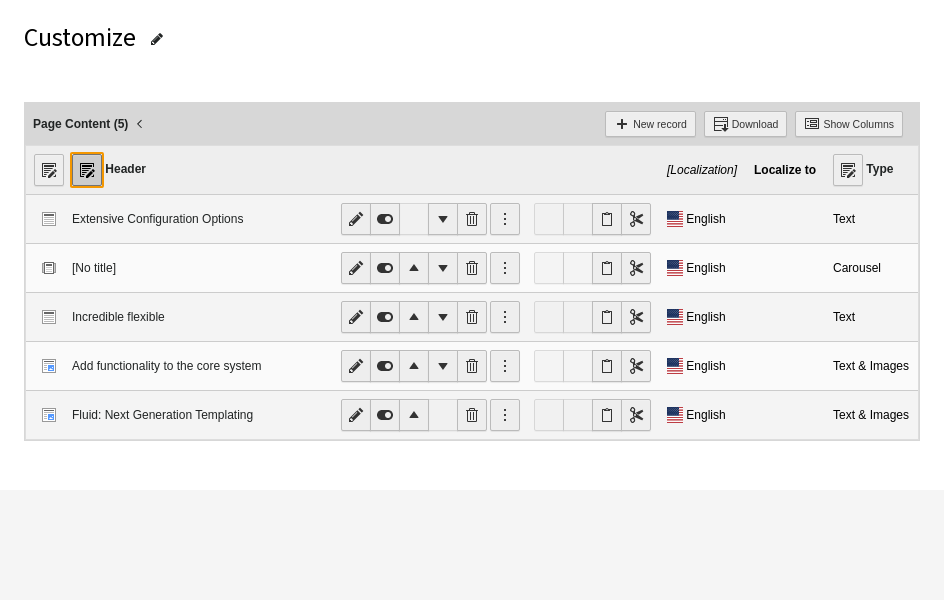 Customize
Page Content (5)
New record
Download
Show Columns
Header
[Localization]
Localize to
Type
Extensive Configuration Options
English
Text
[No title]
English
Carousel
Incredible flexible
English
Text
Add functionality to the core system
English
Text & Images
Fluid: Next Generation Templating
English
Text & Images